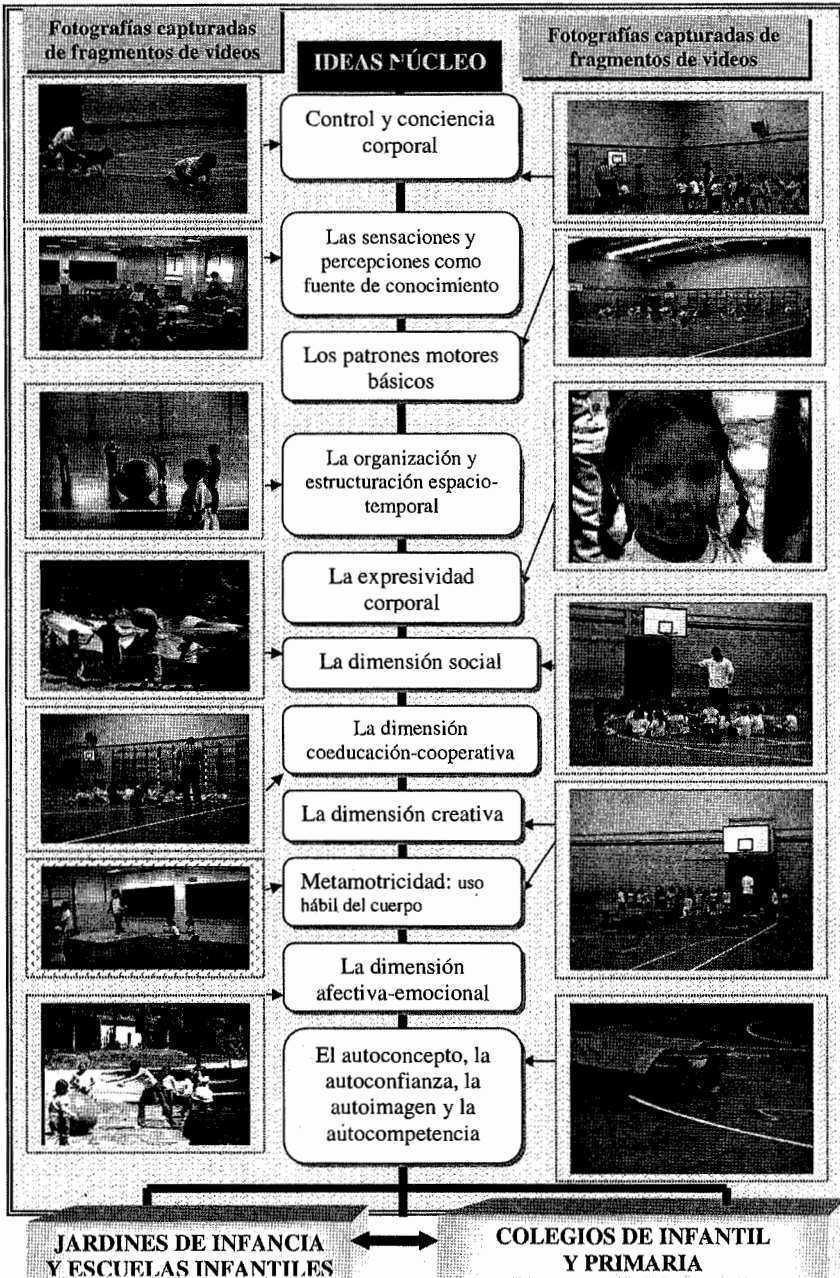 Fotografías capturadas
de fragmentos de videos
IDEAS NÚCLEO
Fotografías capturadas de
fragmentos de videos
Control y conciencia
corporal
Las sensaciones y
percepciones como
fuente de conocimiento
Los patrones motores
básicos
La organización y
estructuración espacio-
temporal
La expresividad
corporal
La dimensión social
La dimensión
coeducación-cooperativa
La dimensión creativa
Metamotricidad: uso
hábil del cuerpo
La dimensión
afectiva-emocional
El autoconcepto, la
autoconfianza, la
autoimagen y la
autocompetencia
JARDINES DE INFANCIA
Y ESCUELAS INFANTILES
COLEGIOS DE INFANTIL
Y PRIMARIA